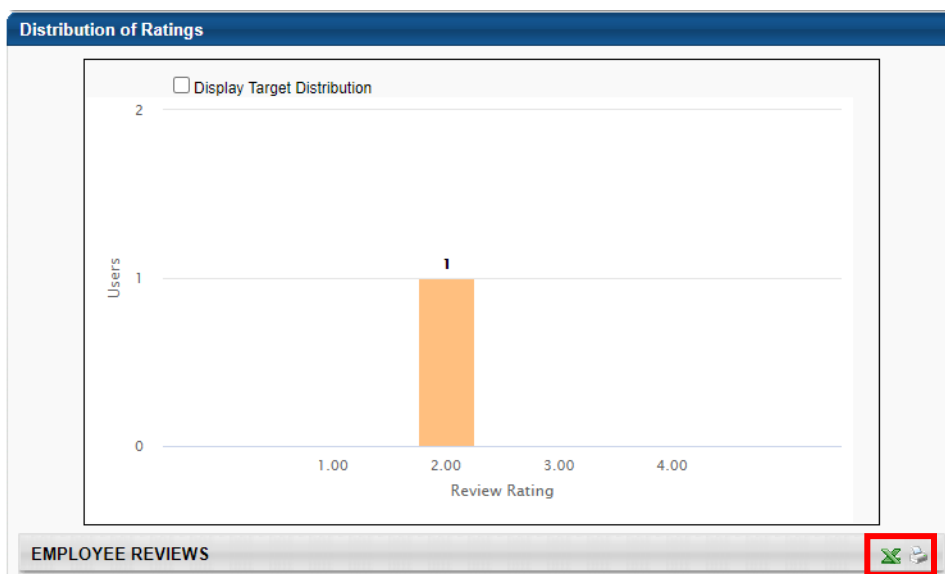 Distribution of Ratings
Display Target Distribution
2
1
Users
1
0
1.00 2.00 3.00 4.00
Review Rating
EMPLOYEE REVIEWS